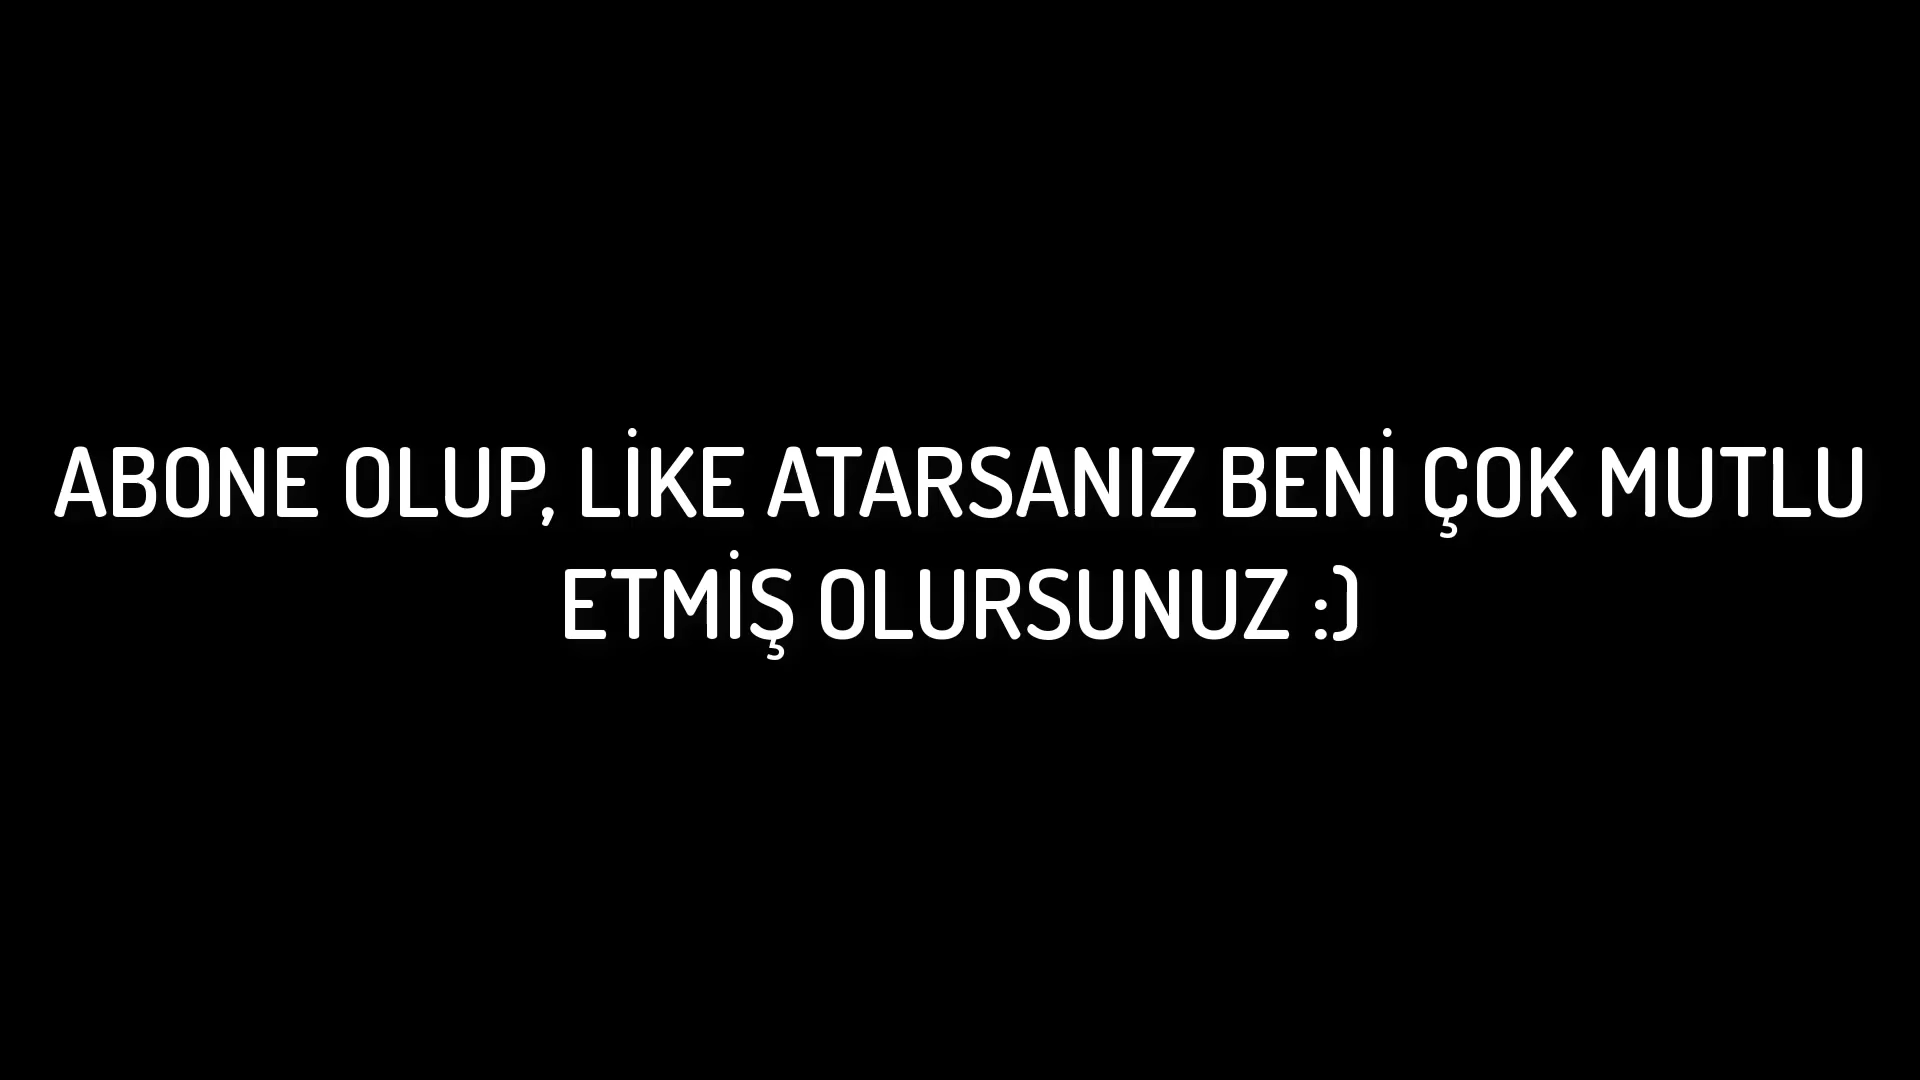 ABONE OLUP, LİKE ATARSANIZ BENİ ÇOK MUTLU
ETMİŞ OLURSUNUZ :)